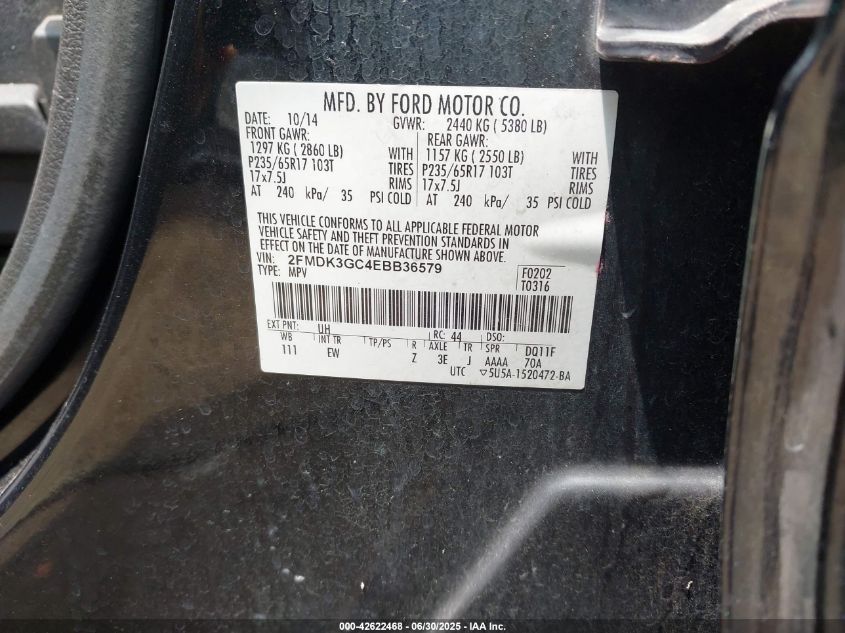 MFD. BY FORD MOTOR CO.
DATE: 10/14 GVWR: 2440 KG ( 5380 LB)
FRONT GAWR: REAR GAWR:
1297 KG ( 2860 LB) WITH 1157 KG ( 2550 LB) WITH
P235/65R17 103T TIRES P235/65R17 103T TIRES
17x7.5J RIMS 17x7.5J RIMS
AT 240 kPa/ 35 PSI COLD AT 240 kPa/ 35 PSI COLD
THIS VEHICLE CONFORMS TO ALL APPLICABLE FEDERAL MOTOR
VEHICLE SAFETY AND THEFT PREVENTION STANDARDS IN
EFFECT ON THE DATE OF MANUFACTURE SHOWN ABOVE.
VIN: 2FMDK3GC4EBB36579 F0202
TYPE: MPV T0316
EXT PNT: UH RC: 44 DSO:
WB INT TR TP/PS R AXLE TR SPR DQ11F
111 EW Z 3E J AAAA 70A
UTC ▽5U5A-1520472-BA
000-42622468 - 06/30/2025 - IAA Inc.